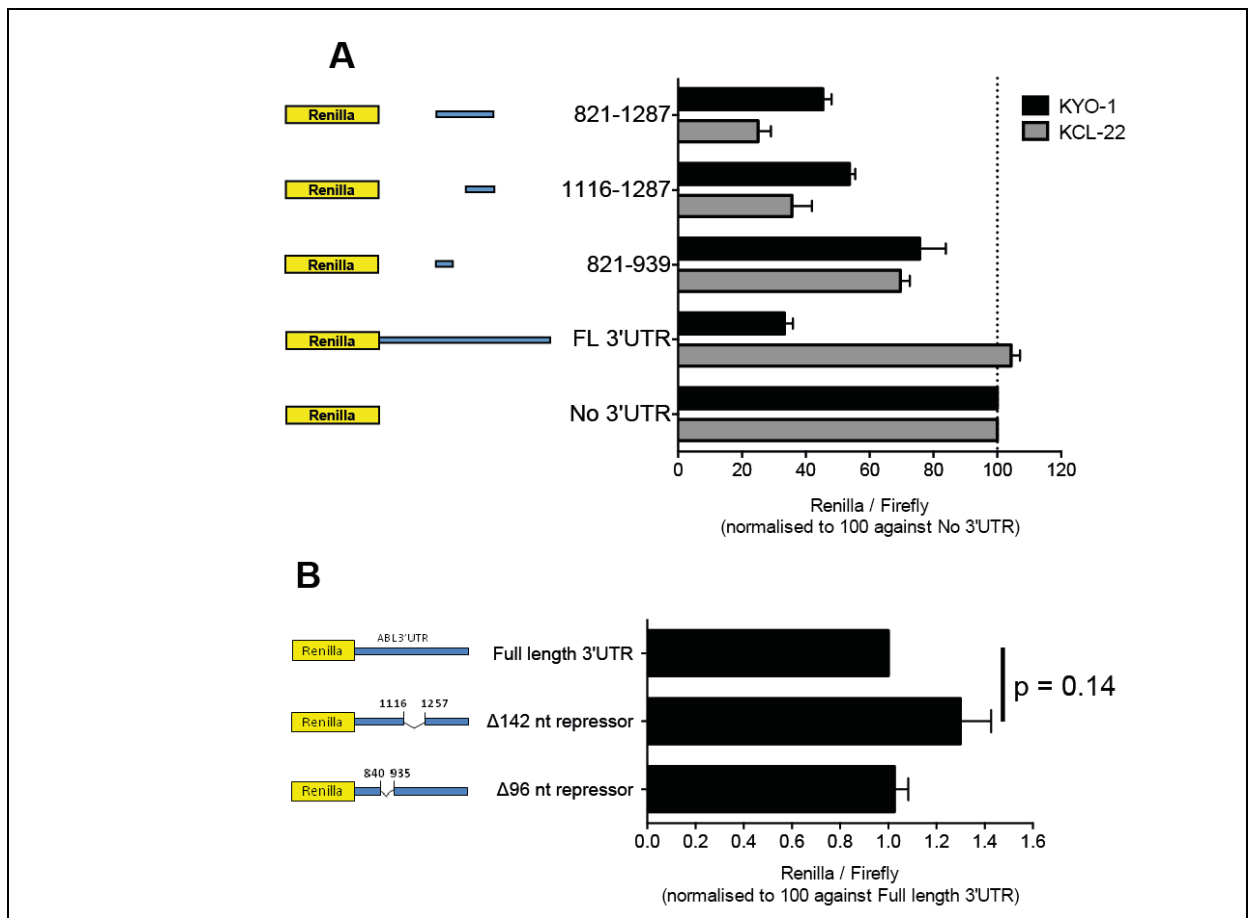 A
KYO-1
KCL-22
Renilla
821-1287
Renilla
1116-1287
Renilla
821-939
Renilla
FL 3'UTR
Renilla
No 3'UTR
0 20 40 60 80 100 120
Renilla / Firefly
(normalised to 100 against No 3'UTR)
B
ABL3'UTR
Renilla
Full length 3'UTR
p = 0.14
1116 1257
Renilla
Δ142 nt repressor
840 935
Renilla
Δ96 nt repressor
0.0 0.2 0.4 0.6 0.8 1.0 1.2 1.4 1.6
Renilla / Firefly
(normalised to 100 against Full length 3'UTR)